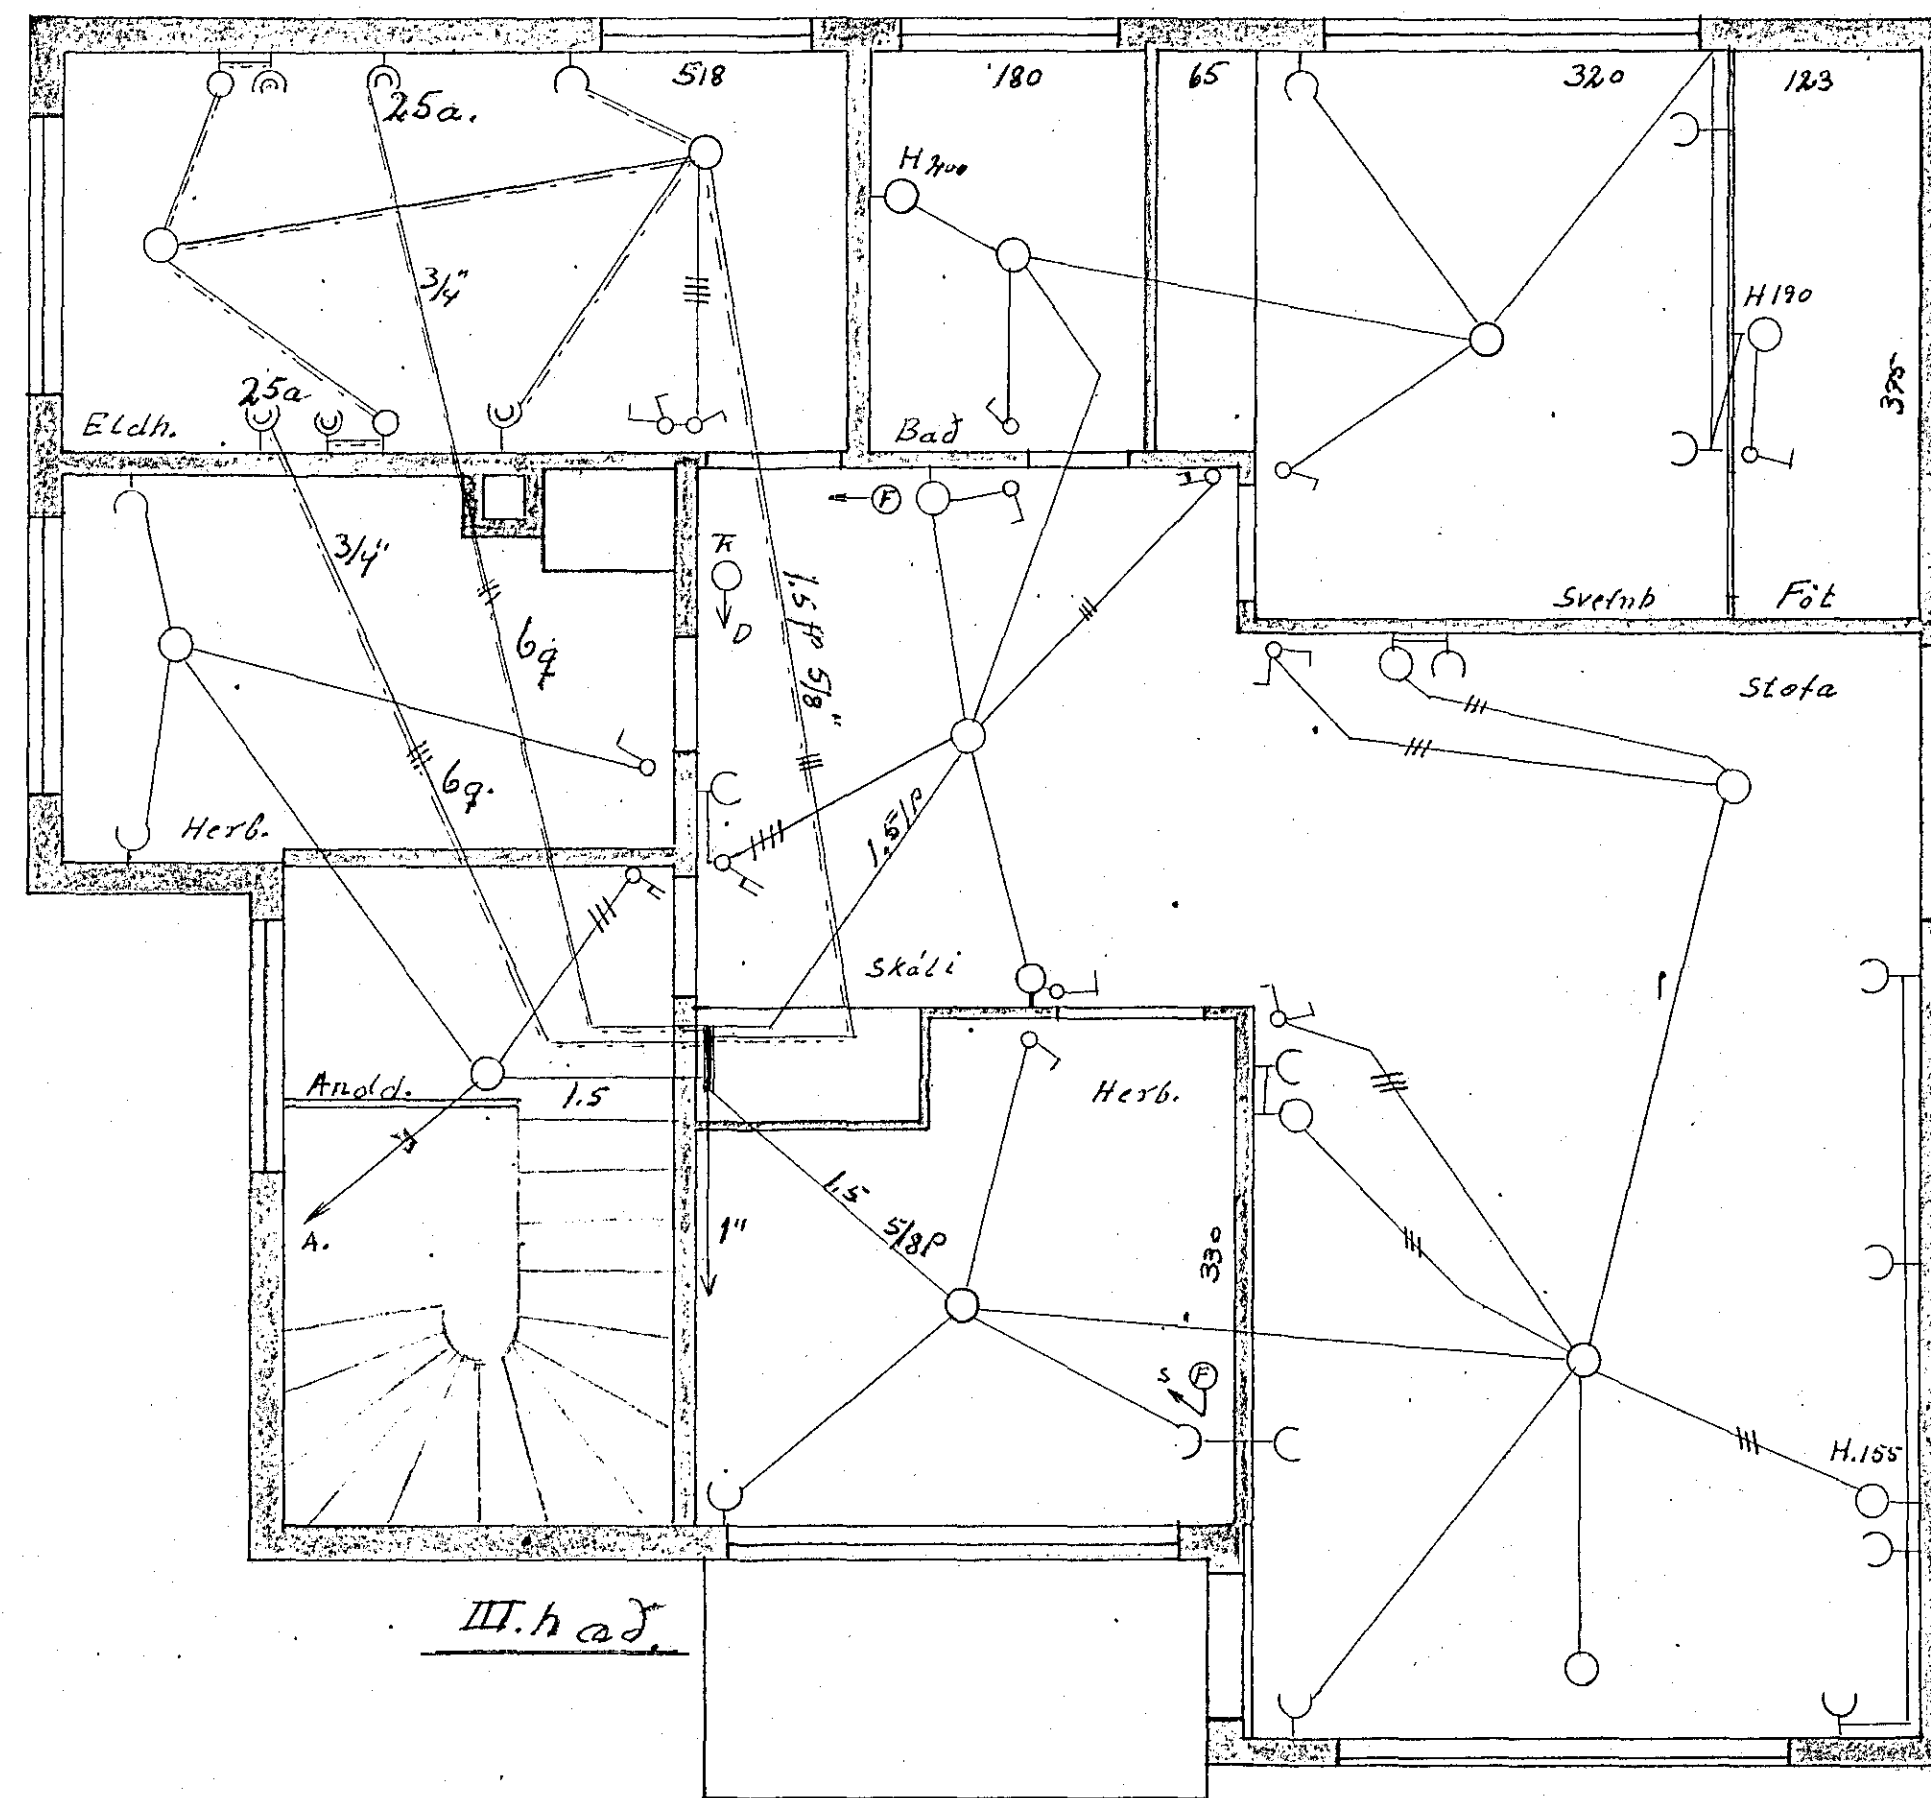 518
180
65
320
123
25a.
H 200
3/4"
H 190
375
25a
Eldh.
Bað
F
3/4"
K
D
1.5 P 5/8"
6q
Svefnh
Föt
Stofa
6q.
Herb.
1.5 P
Skáli
Andd.
1.5
Herb.
A.
1"
1.5
5/8P
330
S
F
H.155
III. hæð.